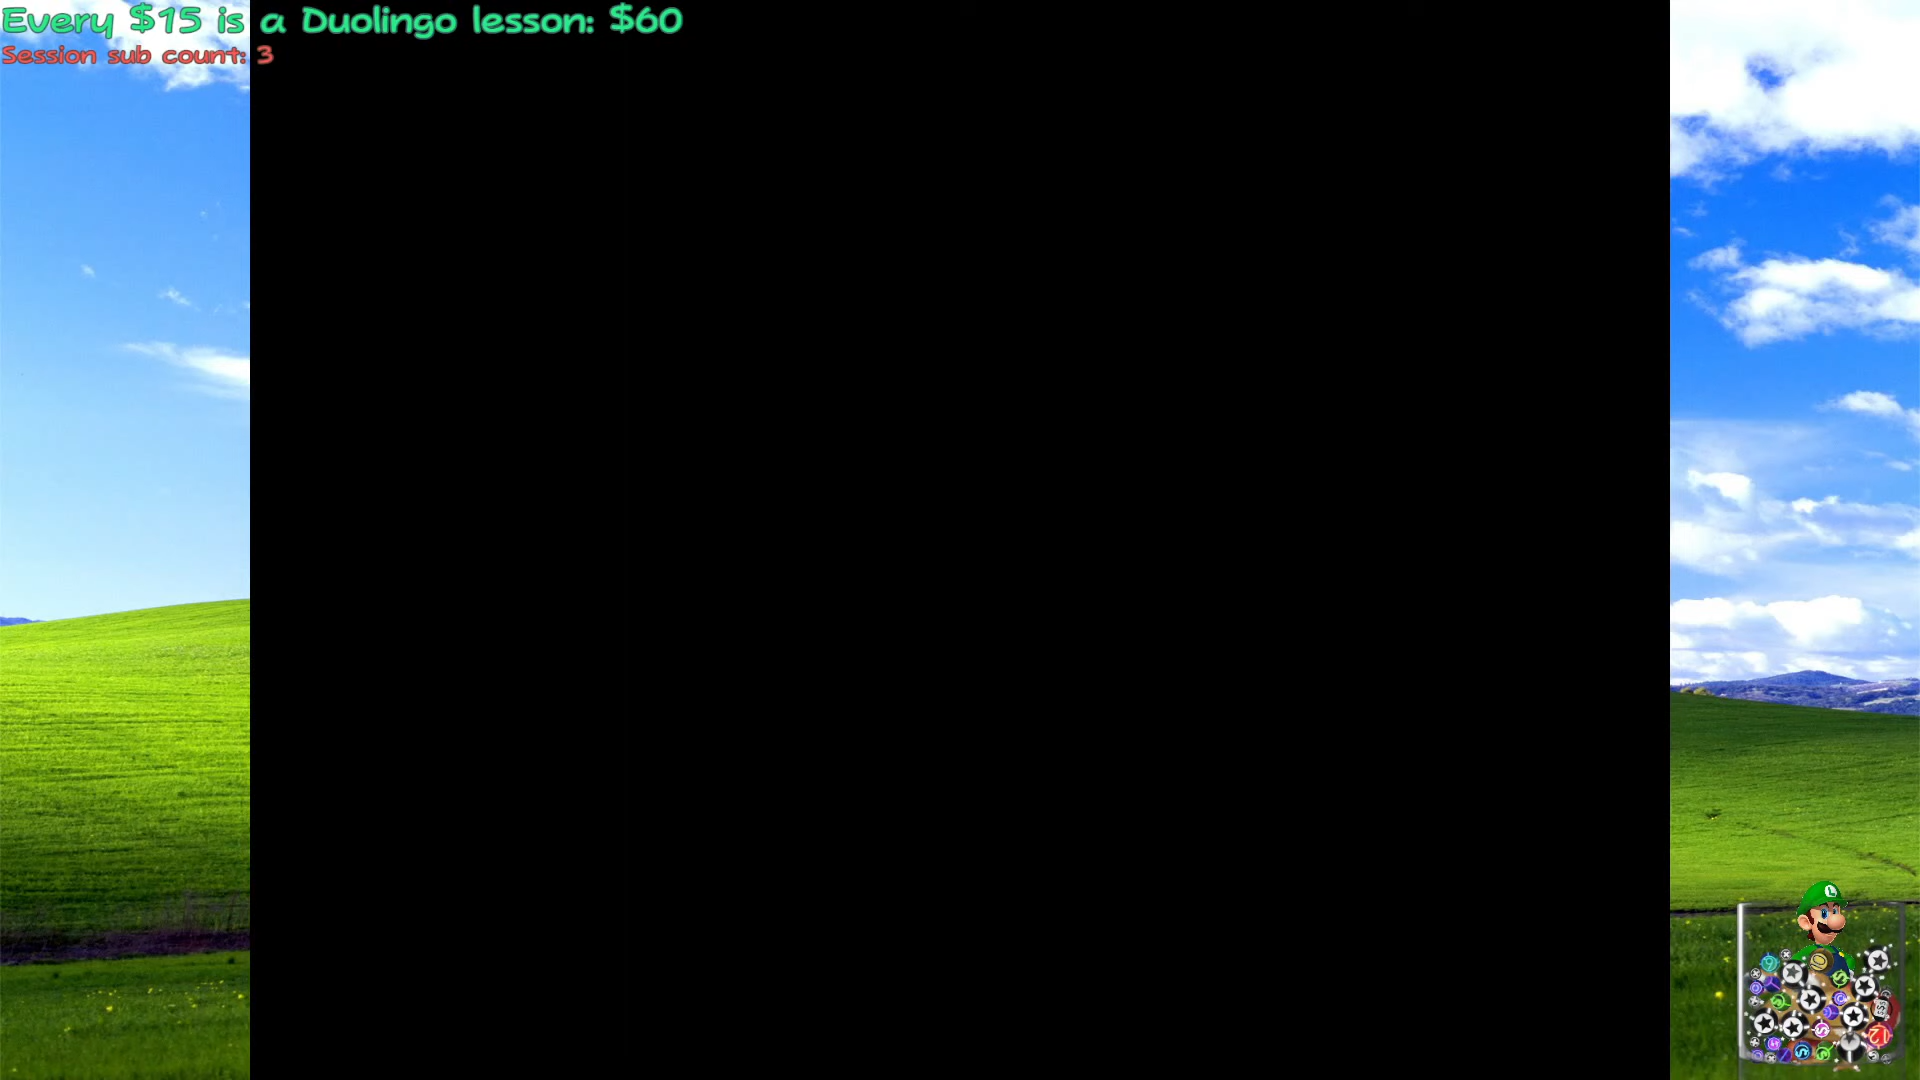 Every $15 is a Duolingo lesson: $60
Session sub count: 3